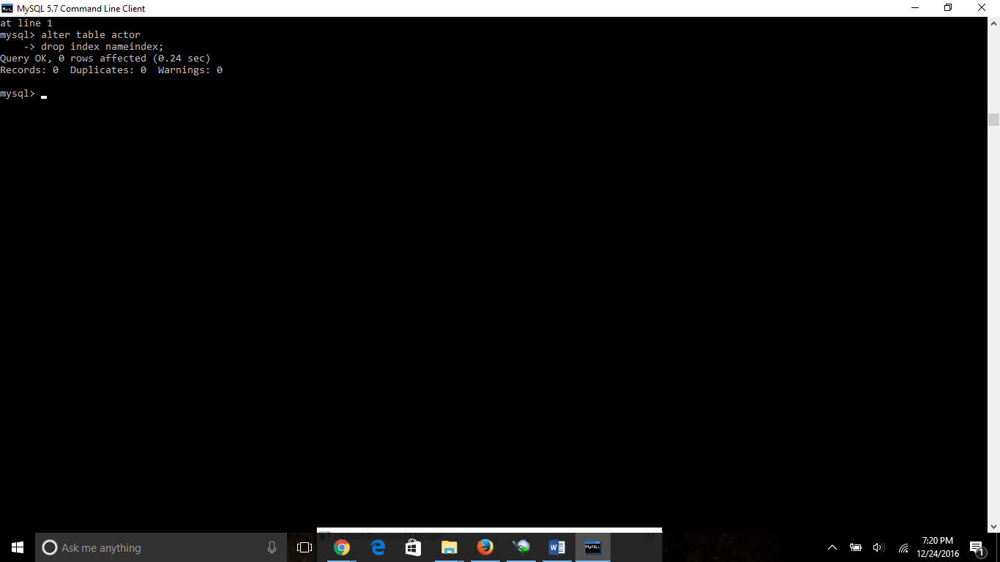 MySQL 5.7 Command Line Client
at line 1
mysql> alter table actor
    -> drop index nameindex;
Query OK, 0 rows affected (0.24 sec)
Records: 0  Duplicates: 0  Warnings: 0
mysql>
Internet Download Manager
Ask me anything
7:20 PM
12/24/2016
1